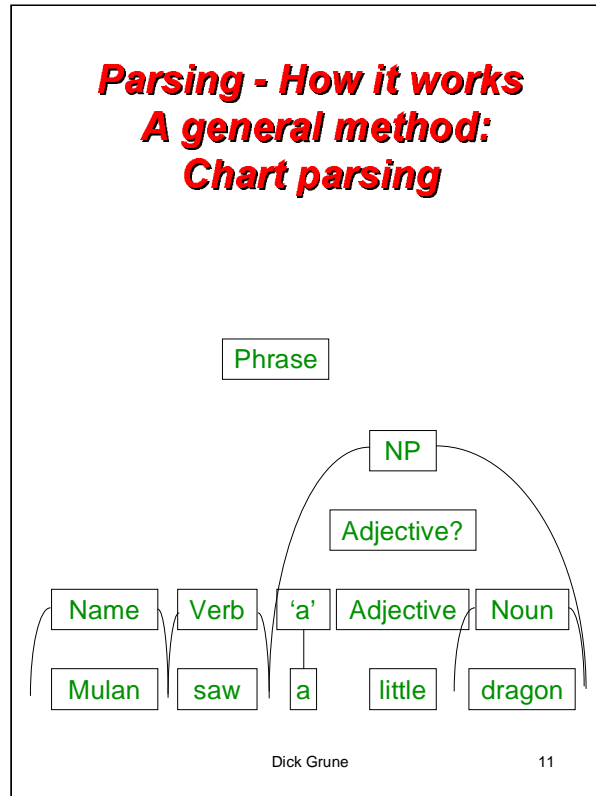 Parsing - How it works
A general method:
Chart parsing
Phrase
NP
Adjective?
Name Verb ‘a’ Adjective Noun
Mulan saw a little dragon
Dick Grune 11